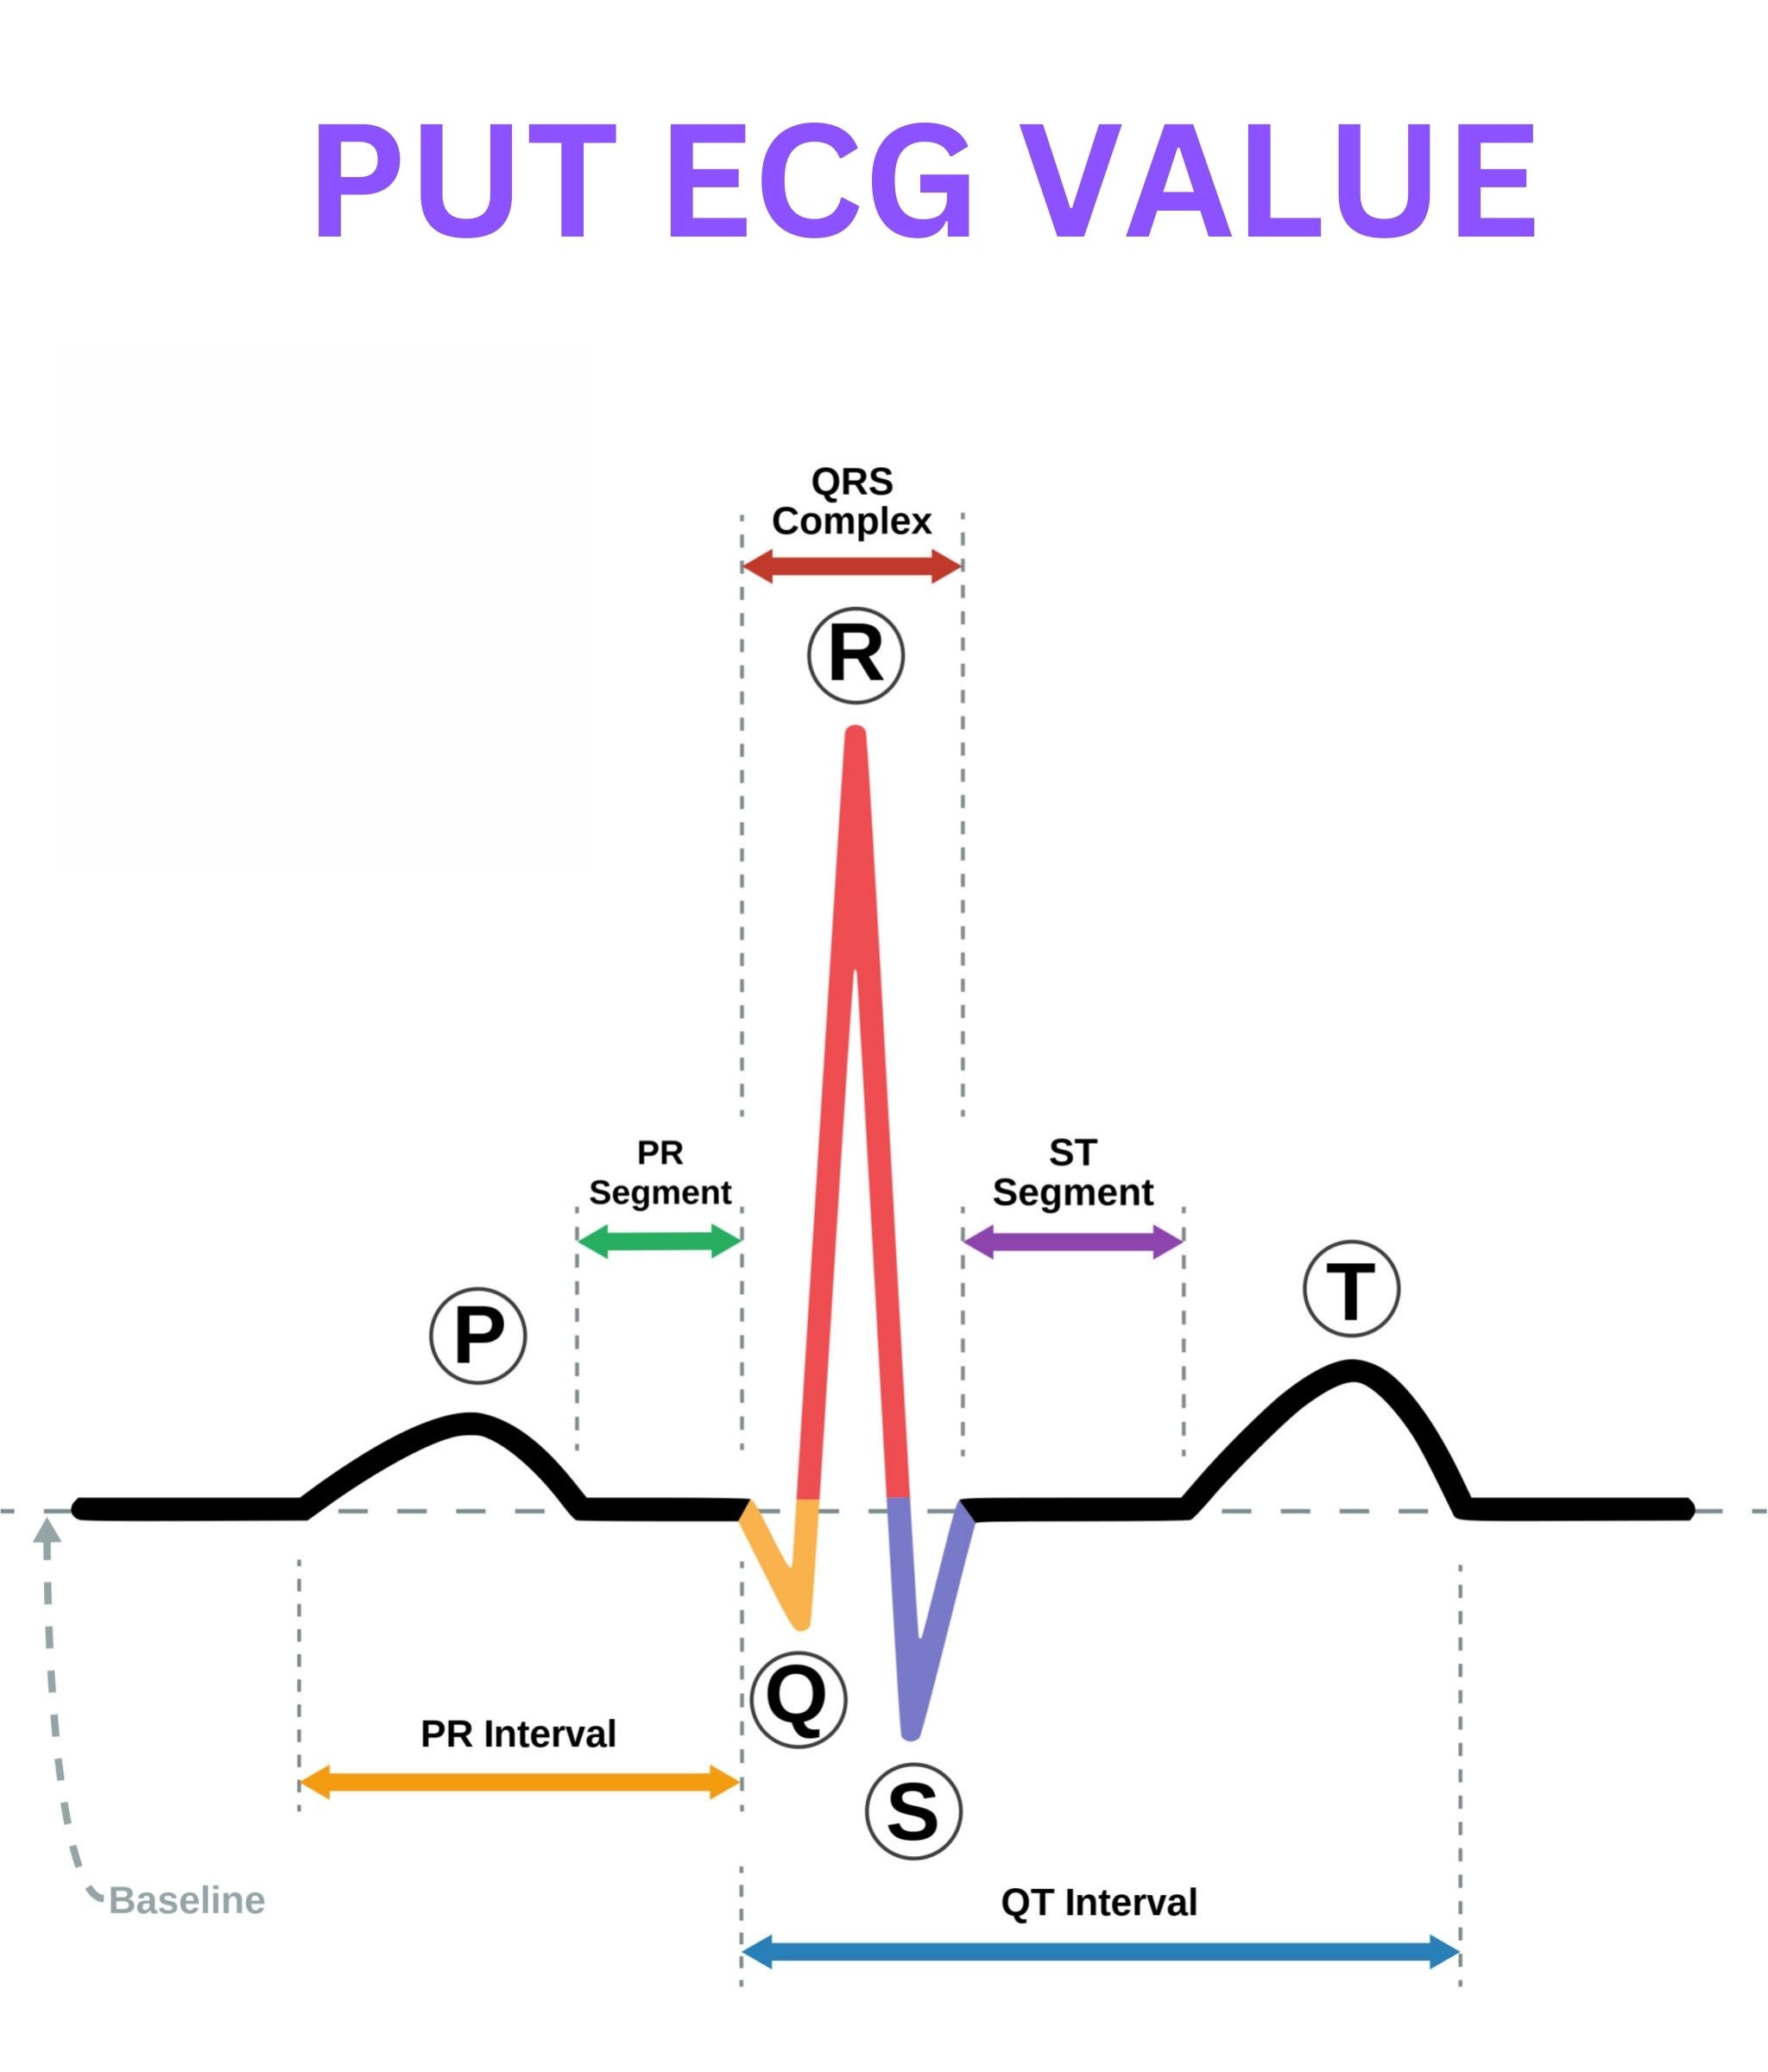 PUT ECG VALUE
QRS
Complex
R
PR
Segment
ST
Segment
P
T
Q
PR Interval
S
Baseline
QT Interval